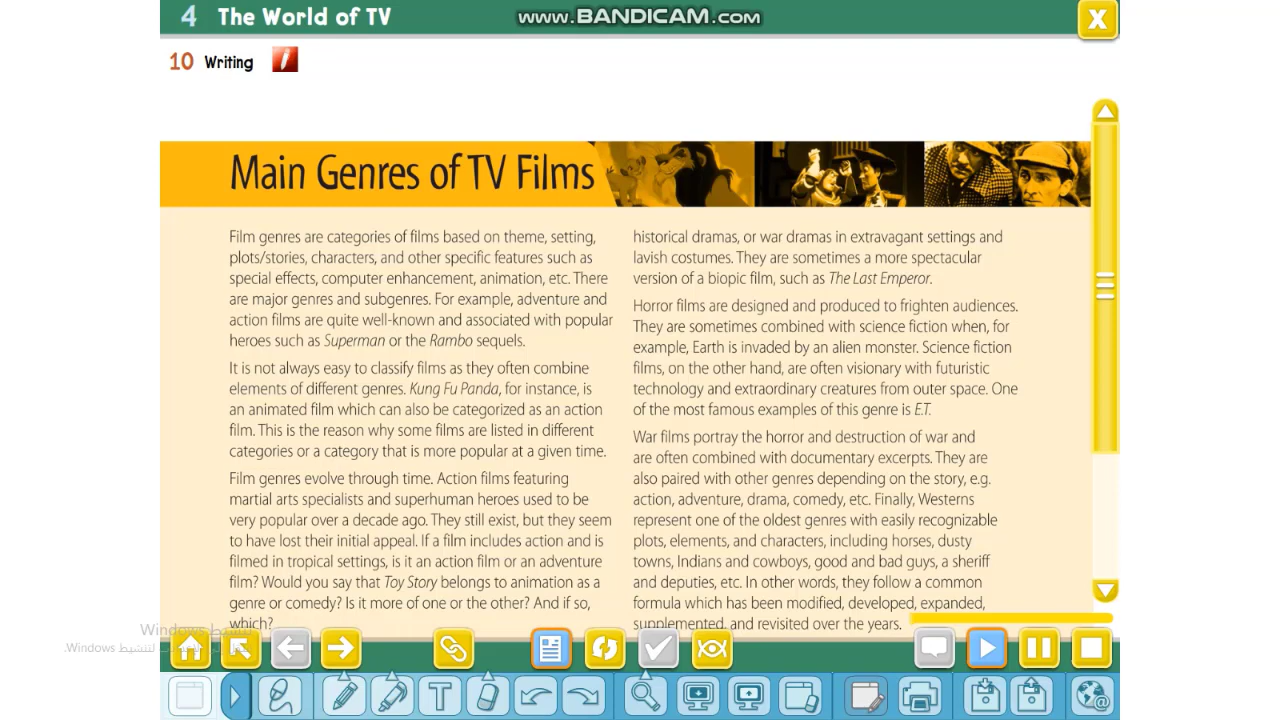 4 The World of TV
www.BANDICAM.com
X
10 Writing
Main Genres of TV Films
Film genres are categories of films based on theme, setting,
plots/stories, characters, and other specific features such as
special effects, computer enhancement, animation, etc. There
are major genres and subgenres. For example, adventure and
action films are quite well-known and associated with popular
heroes such as Superman or the Rambo sequels.
It is not always easy to classify films as they often combine
elements of different genres. Kung Fu Panda, for instance, is
an animated film which can also be categorized as an action
film. This is the reason why some films are listed in different
categories or a category that is more popular at a given time.
Film genres evolve through time. Action films featuring
martial arts specialists and superhuman heroes used to be
very popular over a decade ago. They still exist, but they seem
to have lost their initial appeal. If a film includes action and is
filmed in tropical settings, is it an action film or an adventure
film? Would you say that Toy Story belongs to animation as a
genre or comedy? Is it more of one or the other? And if so,
which?
historical dramas, or war dramas in extravagant settings and
lavish costumes. They are sometimes a more spectacular
version of a biopic film, such as The Last Emperor.
Horror films are designed and produced to frighten audiences.
They are sometimes combined with science fiction when, for
example, Earth is invaded by an alien monster. Science fiction
films, on the other hand, are often visionary with futuristic
technology and extraordinary creatures from outer space. One
of the most famous examples of this genre is E.T.
War films portray the horror and destruction of war and
are often combined with documentary excerpts. They are
also paired with other genres depending on the story, e.g.
action, adventure, drama, comedy, etc. Finally, Westerns
represent one of the oldest genres with easily recognizable
plots, elements, and characters, including horses, dusty
towns, Indians and cowboys, good and bad guys, a sheriff
and deputies, etc. In other words, they follow a common
formula which has been modified, developed, expanded,
supplemented, and revisited over the years.
تنشيط Windows
لتنشيط Windows.
T